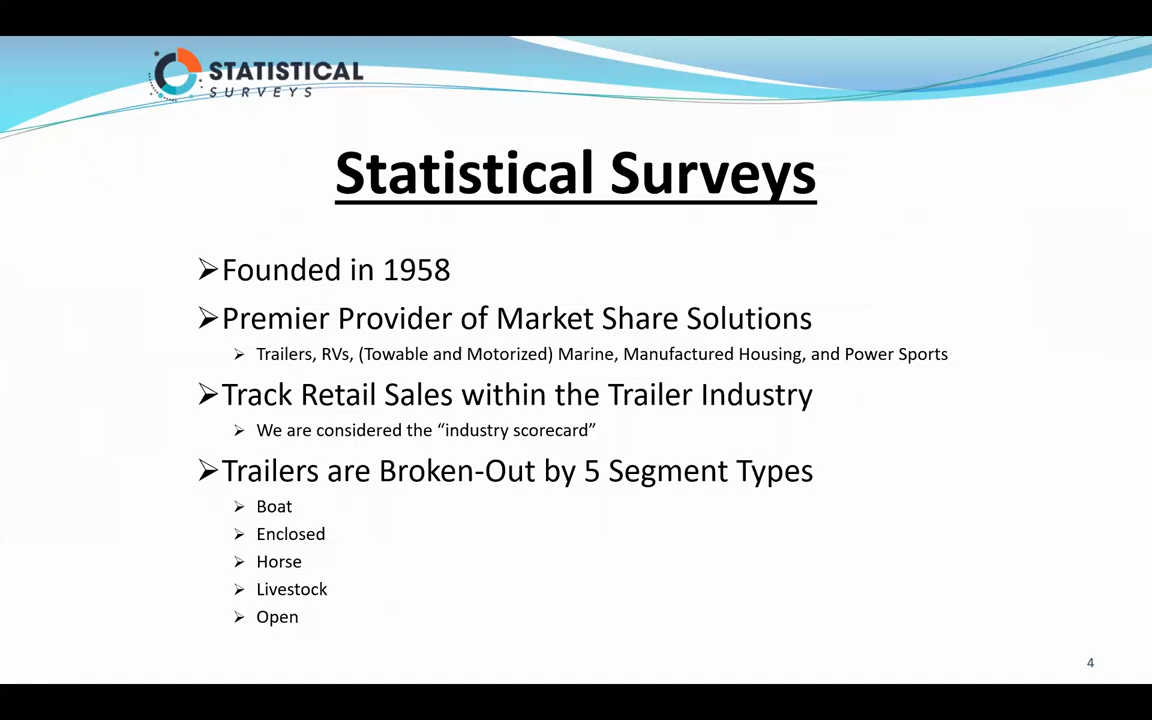 STATISTICAL
SURVEYS
Statistical Surveys
Founded in 1958
Premier Provider of Market Share Solutions
Trailers, RVs, (Towable and Motorized) Marine, Manufactured Housing, and Power Sports
Track Retail Sales within the Trailer Industry
We are considered the “industry scorecard”
Trailers are Broken-Out by 5 Segment Types
Boat
Enclosed
Horse
Livestock
Open
4